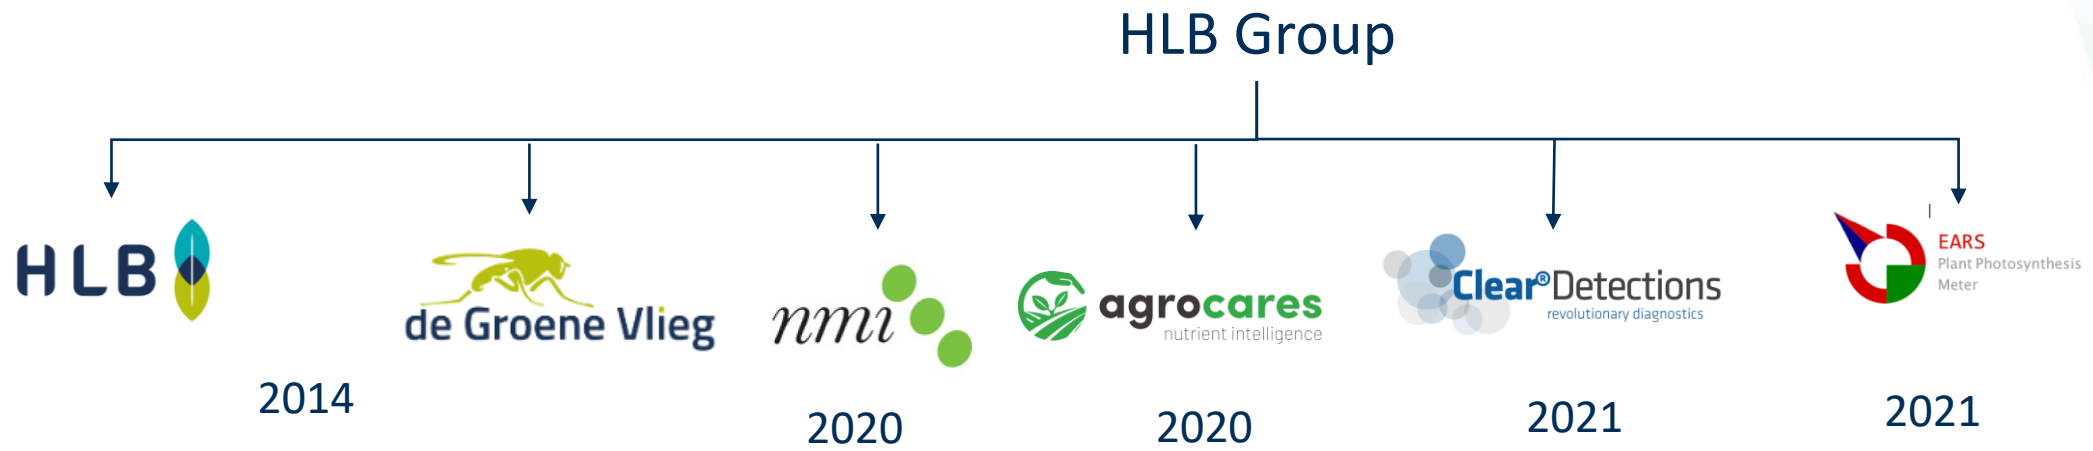 HLB Group
HLB
de Groene Vlieg
nmi
agrocares
nutrient intelligence
Clear® Detections
revolutionary diagnostics
EARS
Plant Photosynthesis
Meter
2014
2020
2020
2021
2021